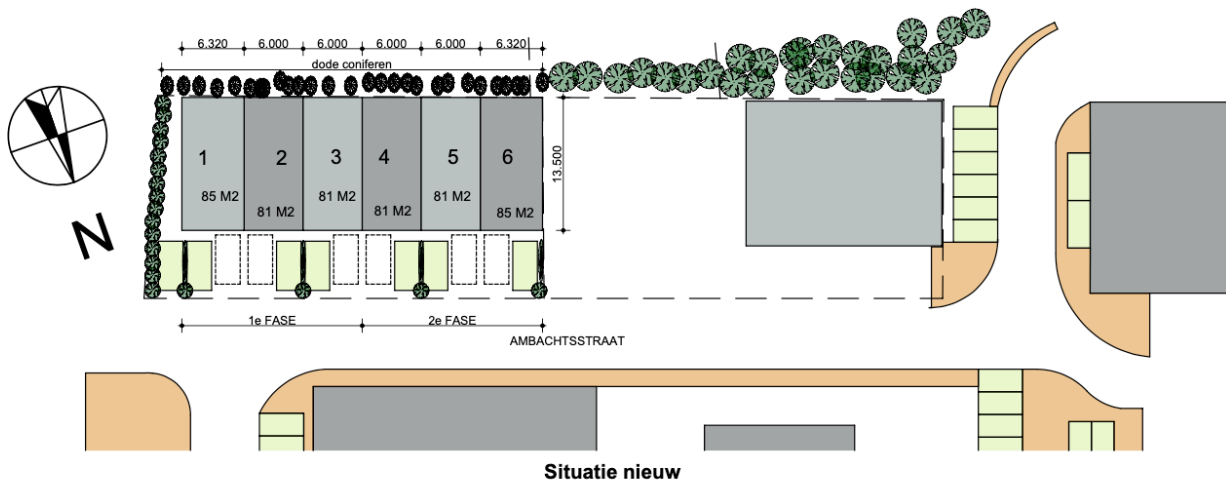 6.320 6.000 6.000 6.000 6.000 6.320
dode coniferen
1 2 3 4 5 6
85 M2 81 M2 81 M2 81 M2 81 M2 85 M2
13.500
N
1e FASE 2e FASE
AMBACHTSSTRAAT
Situatie nieuw